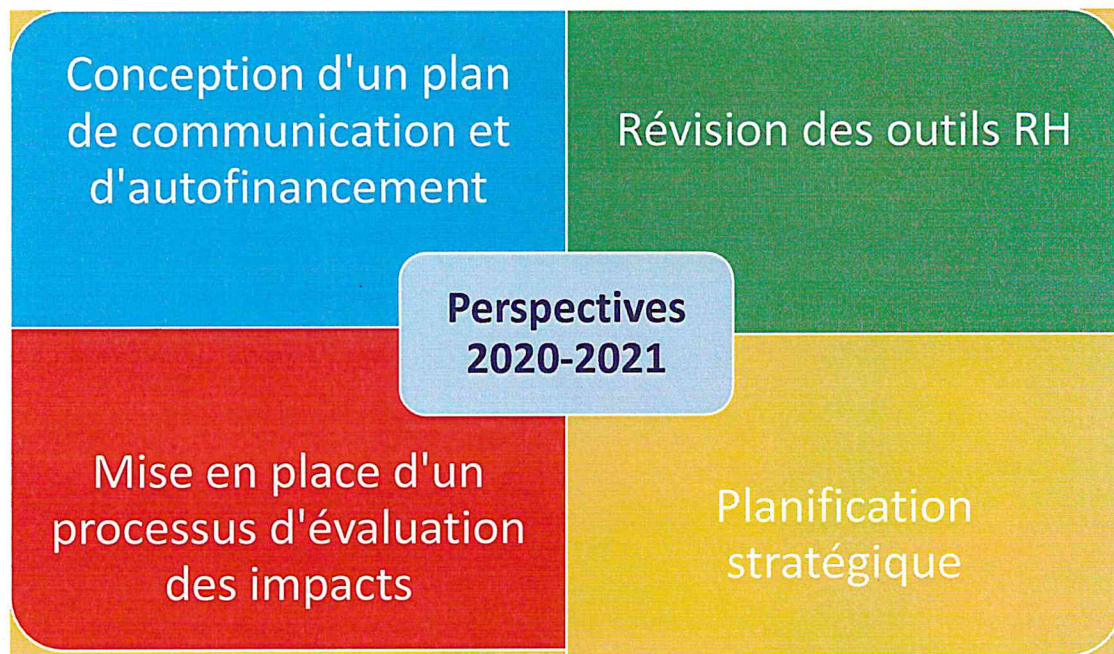 Conception d'un plan
de communication et
d'autofinancement
Révision des outils RH
Perspectives
2020-2021
Mise en place d'un
processus d'évaluation
des impacts
Planification
stratégique